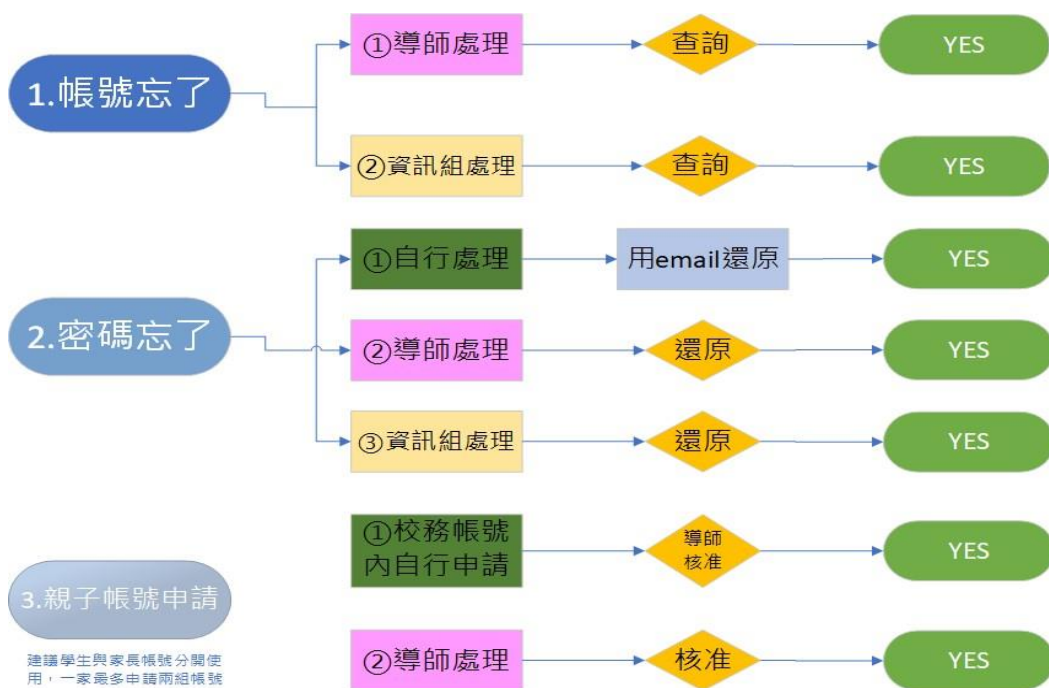 1.帳號忘了
①導師處理
查詢
YES
②資訊組處理
查詢
YES
2.密碼忘了
①自行處理
用email還原
YES
②導師處理
還原
YES
③資訊組處理
還原
YES
3.親子帳號申請
建議學生與家長帳號分開使
用，一家最多申請兩組帳號
①校務帳號
內自行申請
導師
核准
YES
②導師處理
核准
YES